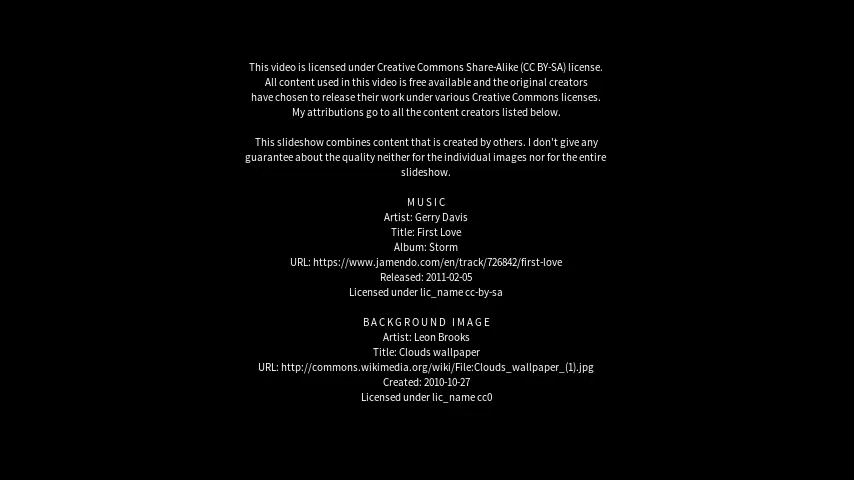 This video is licensed under Creative Commons Share-Alike (CC BY-SA) license.
All content used in this video is free available and the original creators
have chosen to release their work under various Creative Commons licenses.
My attributions go to all the content creators listed below.
This slideshow combines content that is created by others. I don't give any
guarantee about the quality neither for the individual images nor for the entire
slideshow.
MUSIC
Artist: Gerry Davis
Title: First Love
Album: Storm
URL: https://www.jamendo.com/en/track/726842/first-love
Released: 2011-02-05
Licensed under lic_name cc-by-sa
BACKGROUND IMAGE
Artist: Leon Brooks
Title: Clouds wallpaper
URL: http://commons.wikimedia.org/wiki/File:Clouds_wallpaper_(1).jpg
Created: 2010-10-27
Licensed under lic_name cc0